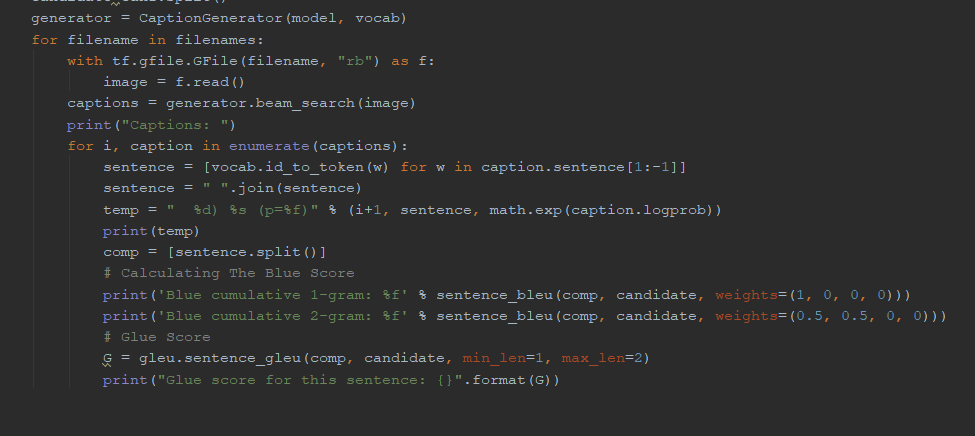 generator = CaptionGenerator(model, vocab)
for filename in filenames:
    with tf.gfile.GFile(filename, "rb") as f:
        image = f.read()
    captions = generator.beam_search(image)
    print("Captions: ")
    for i, caption in enumerate(captions):
        sentence = [vocab.id_to_token(w) for w in caption.sentence[1:-1]]
        sentence = " ".join(sentence)
        temp = "  %d) %s (p=%f)" % (i+1, sentence, math.exp(caption.logprob))
        print(temp)
        comp = [sentence.split()]
        # Calculating The Blue Score
        print('Blue cumulative 1-gram: %f' % sentence_bleu(comp, candidate, weights=(1, 0, 0, 0)))
        print('Blue cumulative 2-gram: %f' % sentence_bleu(comp, candidate, weights=(0.5, 0.5, 0, 0)))
        # Glue Score
        G = gleu.sentence_gleu(comp, candidate, min_len=1, max_len=2)
        print("Glue score for this sentence: {}".format(G))